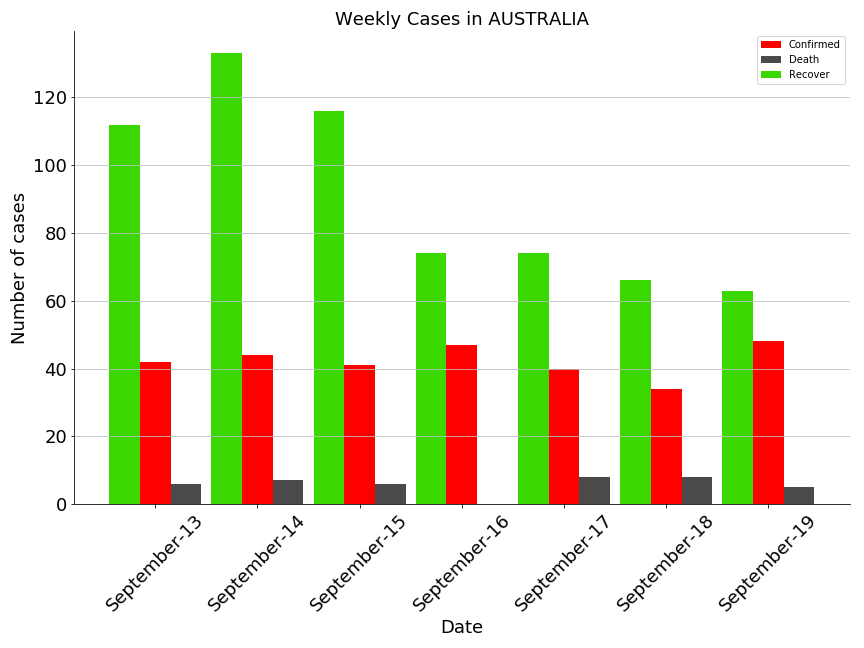 Weekly Cases in AUSTRALIA
Confirmed
Death
Recover
Number of cases
120
100
80
60
40
20
0
September-13
September-14
September-15
September-16
September-17
September-18
September-19
Date